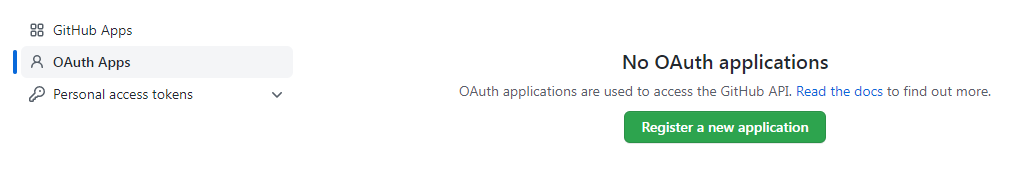 GitHub Apps
OAuth Apps
Personal access tokens
No OAuth applications
OAuth applications are used to access the GitHub API. Read the docs to find out more.
Register a new application